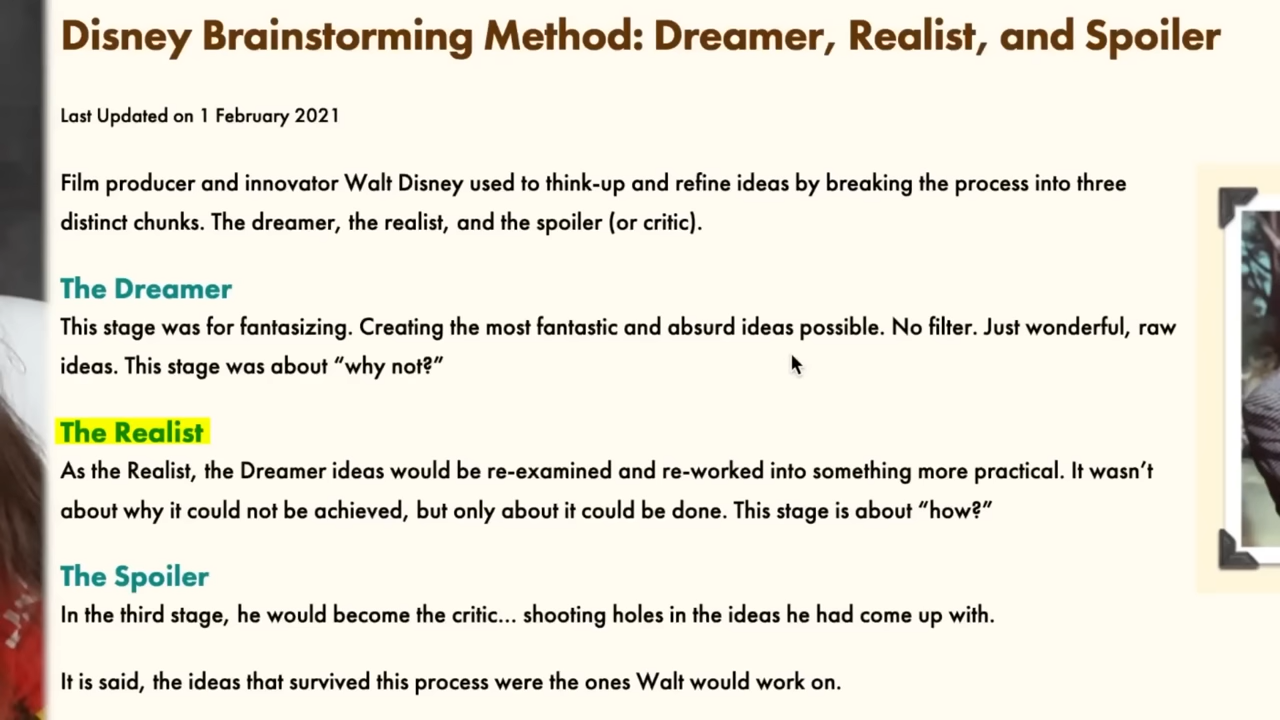 Disney Brainstorming Method: Dreamer, Realist, and Spoiler
Last Updated on 1 February 2021
Film producer and innovator Walt Disney used to think-up and refine ideas by breaking the process into three
distinct chunks. The dreamer, the realist, and the spoiler (or critic).
The Dreamer
This stage was for fantasizing. Creating the most fantastic and absurd ideas possible. No filter. Just wonderful, raw
ideas. This stage was about “why not?”
The Realist
As the Realist, the Dreamer ideas would be re-examined and re-worked into something more practical. It wasn’t
about why it could not be achieved, but only about it could be done. This stage is about “how?”
The Spoiler
In the third stage, he would become the critic... shooting holes in the ideas he had come up with.
It is said, the ideas that survived this process were the ones Walt would work on.